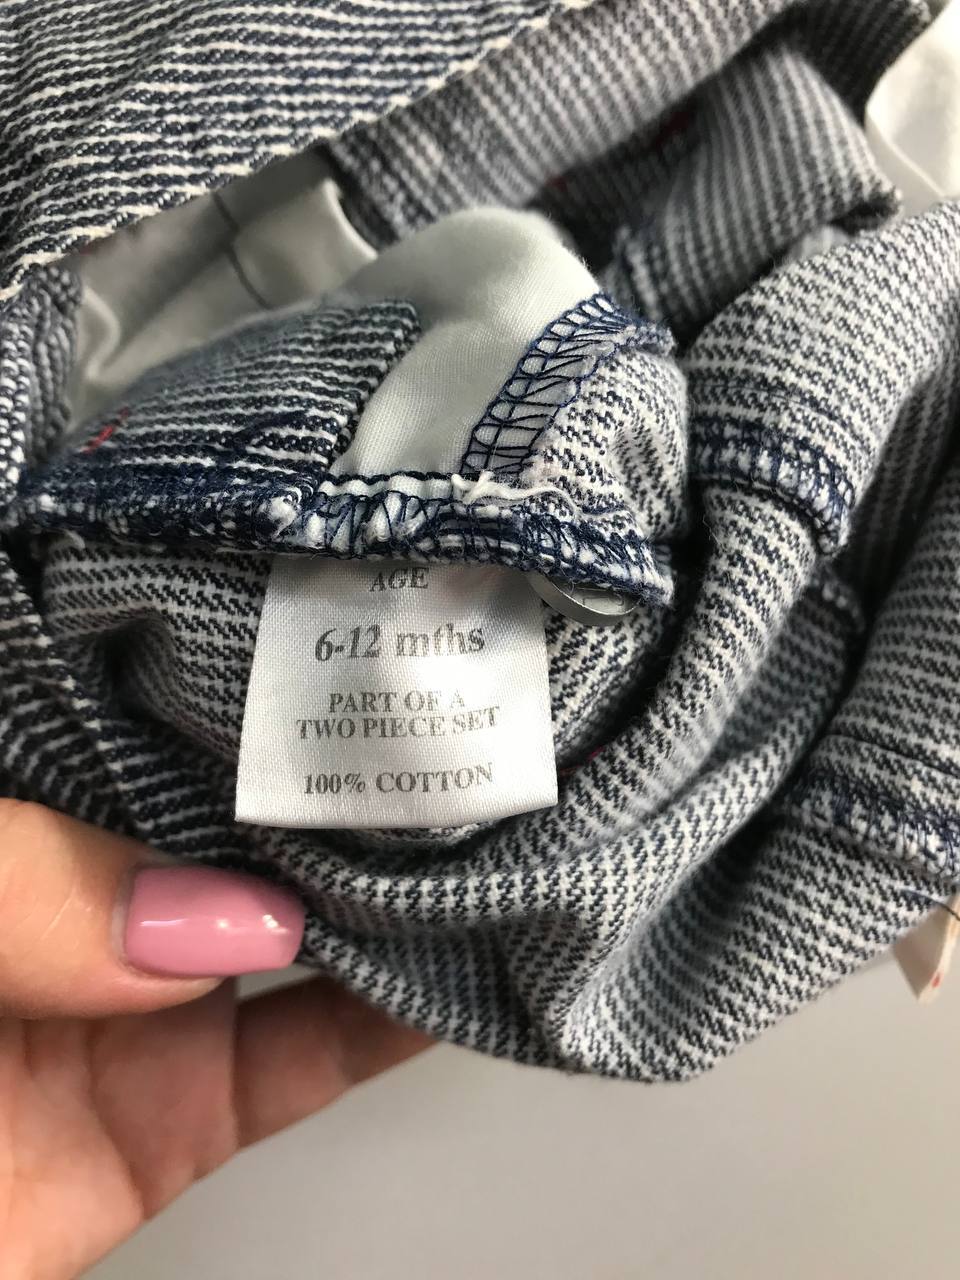 AGE
6-12 mths
PART OF A
TWO PIECE SET
100% COTTON